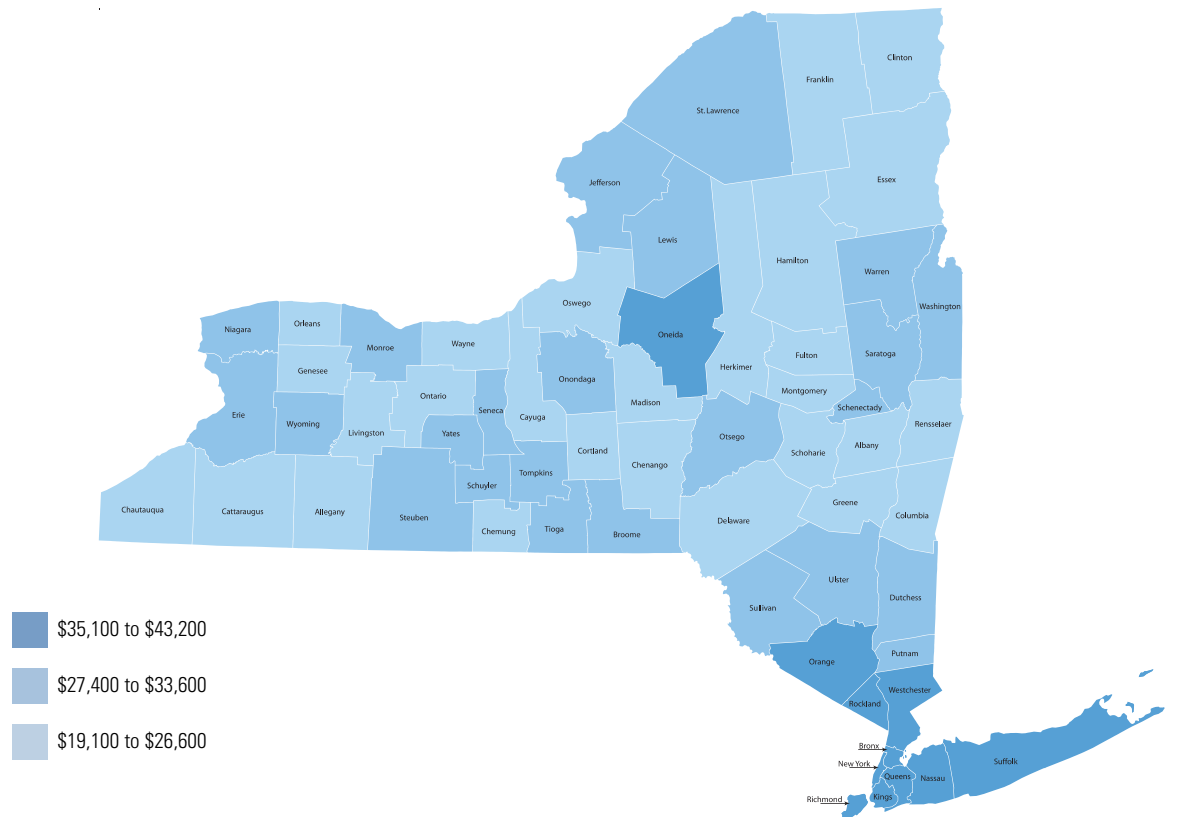 Clinton
Franklin
St. Lawrence
Essex
Jefferson
Lewis
Hamilton
Warren
Oswego
Washington
Orleans
Niagara
Oneida
Wayne
Monroe
Saratoga
Fulton
Herkimer
Genesee
Onondaga
Montgomery
Ontario
Madison
Schenectady
Seneca
Erie
Cayuga
Wyoming
Rensselaer
Livingston
Yates
Otsego
Albany
Cortland
Schoharie
Chenango
Tompkins
Schuyler
Greene
Chautauqua
Cattaraugus
Allegany
Columbia
Steuben
Delaware
Tioga
Chemung
Broome
Ulster
Dutchess
Sullivan
$35,100 to $43,200
Putnam
Orange
$27,400 to $33,600
Westchester
Rockland
$19,100 to $26,600
Bronx
Suffolk
New York
Queens
Nassau
Kings
Richmond